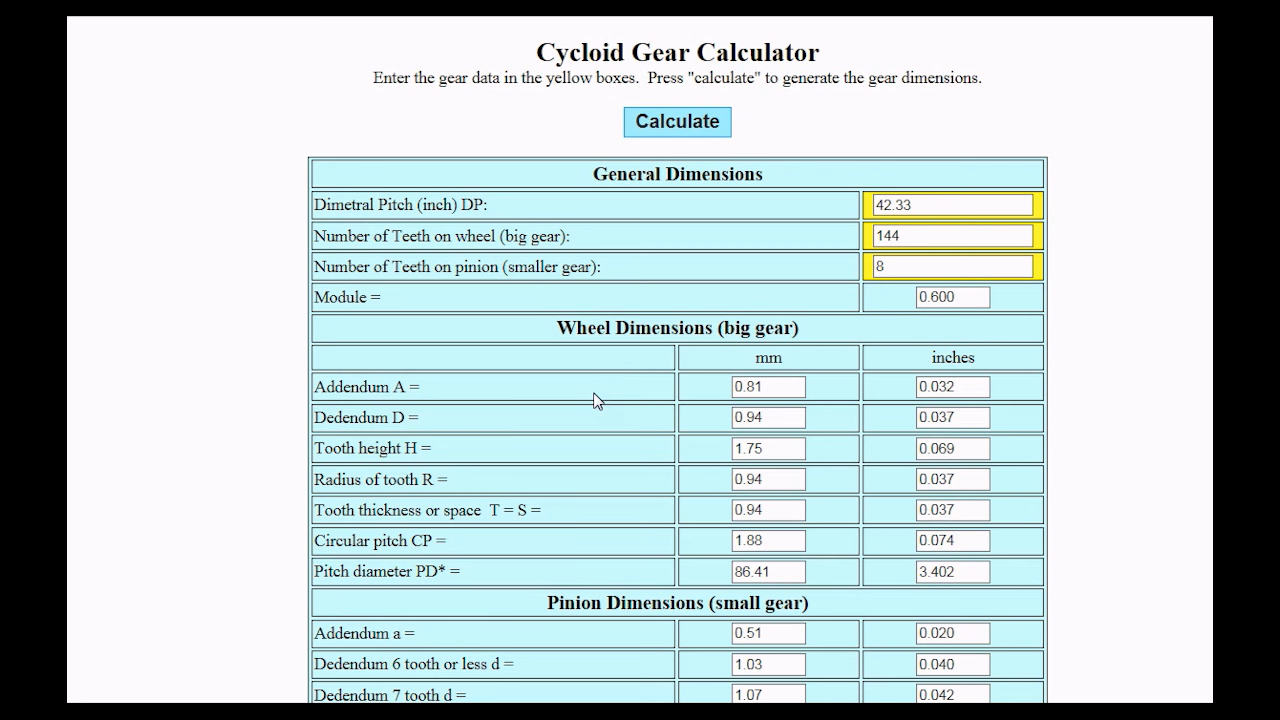 Cycloid Gear Calculator
Enter the gear data in the yellow boxes. Press "calculate" to generate the gear dimensions.
Calculate
General Dimensions
Dimetral Pitch (inch) DP: 42.33
Number of Teeth on wheel (big gear): 144
Number of Teeth on pinion (smaller gear): 8
Module = 0.600
Wheel Dimensions (big gear)
mm inches
Addendum A = 0.81 0.032
Dedendum D = 0.94 0.037
Tooth height H = 1.75 0.069
Radius of tooth R = 0.94 0.037
Tooth thickness or space T = S = 0.94 0.037
Circular pitch CP = 1.88 0.074
Pitch diameter PD* = 86.41 3.402
Pinion Dimensions (small gear)
Addendum a = 0.51 0.020
Dedendum 6 tooth or less d = 1.03 0.040
Dedendum 7 tooth d = 1.07 0.042